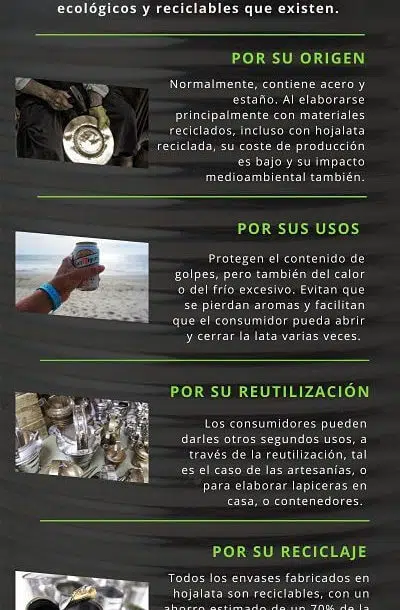 ecológicos y reciclables que existen.
POR SU ORIGEN
Normalmente, contiene acero y
estaño. Al elaborarse
principalmente con materiales
reciclados, incluso con hojalata
reciclada, su coste de producción
es bajo y su impacto
medioambiental también.
POR SUS USOS
Protegen el contenido de
golpes, pero también del calor
o del frío excesivo. Evitan que
se pierdan aromas y facilitan
que el consumidor pueda abrir
y cerrar la lata varias veces.
POR SU REUTILIZACIÓN
Los consumidores pueden
darles otros segundos usos, a
través de la reutilización, tal
es el caso de las artesanías, o
para elaborar lapiceros en
casa, o contenedores.
POR SU RECICLAJE
Todos los envases fabricados en
hojalata son reciclables, con un
ahorro estimado de un 70% de la